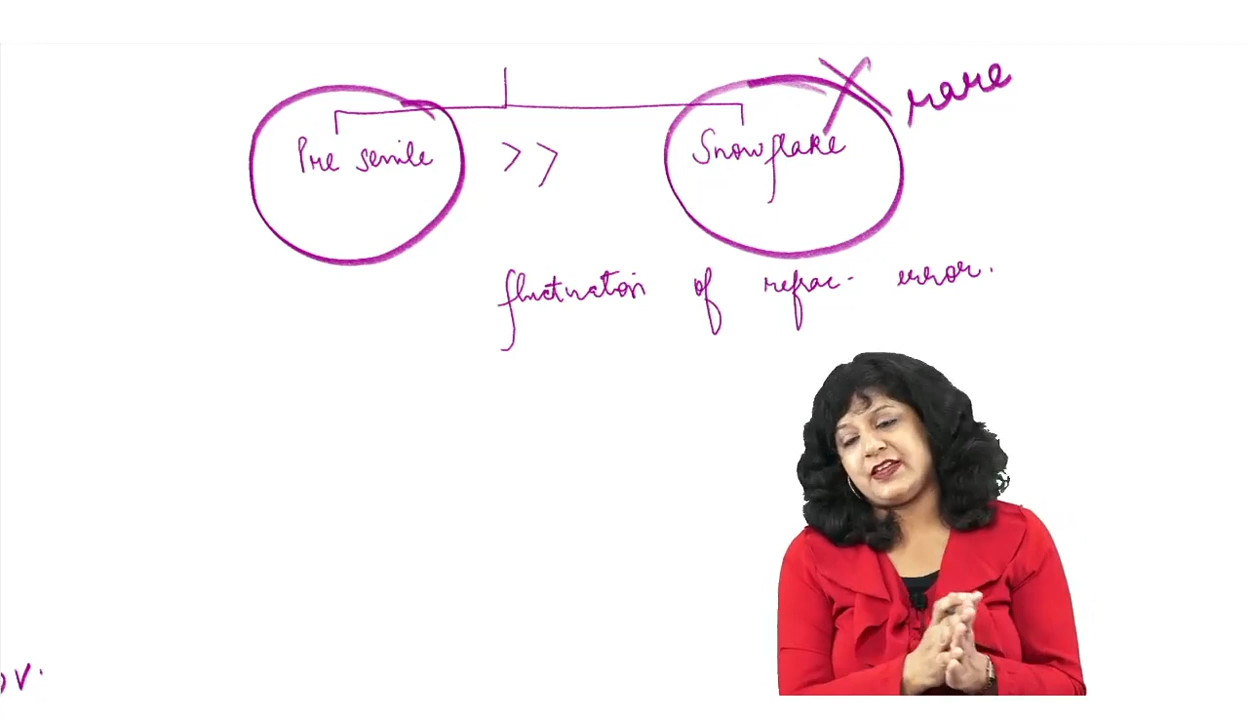 Pre senile >> Snowflake rare
fluctuation of refrac- error.